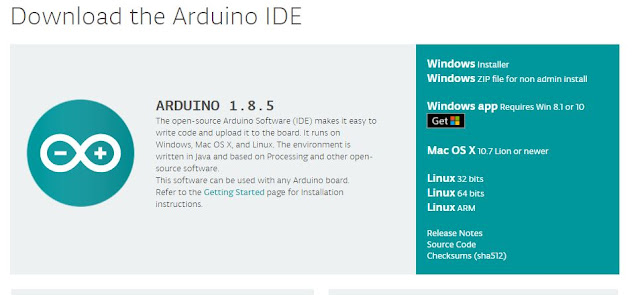 Download the Arduino IDE
ARDUINO 1.8.5
The open-source Arduino Software (IDE) makes it easy to
write code and upload it to the board. It runs on
Windows, Mac OS X, and Linux. The environment is
written in Java and based on Processing and other open-
source software.
This software can be used with any Arduino board.
Refer to the Getting Started page for Installation
instructions.
Windows Installer
Windows ZIP file for non admin install
Windows app Requires Win 8.1 or 10
Get
Mac OS X 10.7 Lion or newer
Linux 32 bits
Linux 64 bits
Linux ARM
Release Notes
Source Code
Checksums (sha512)